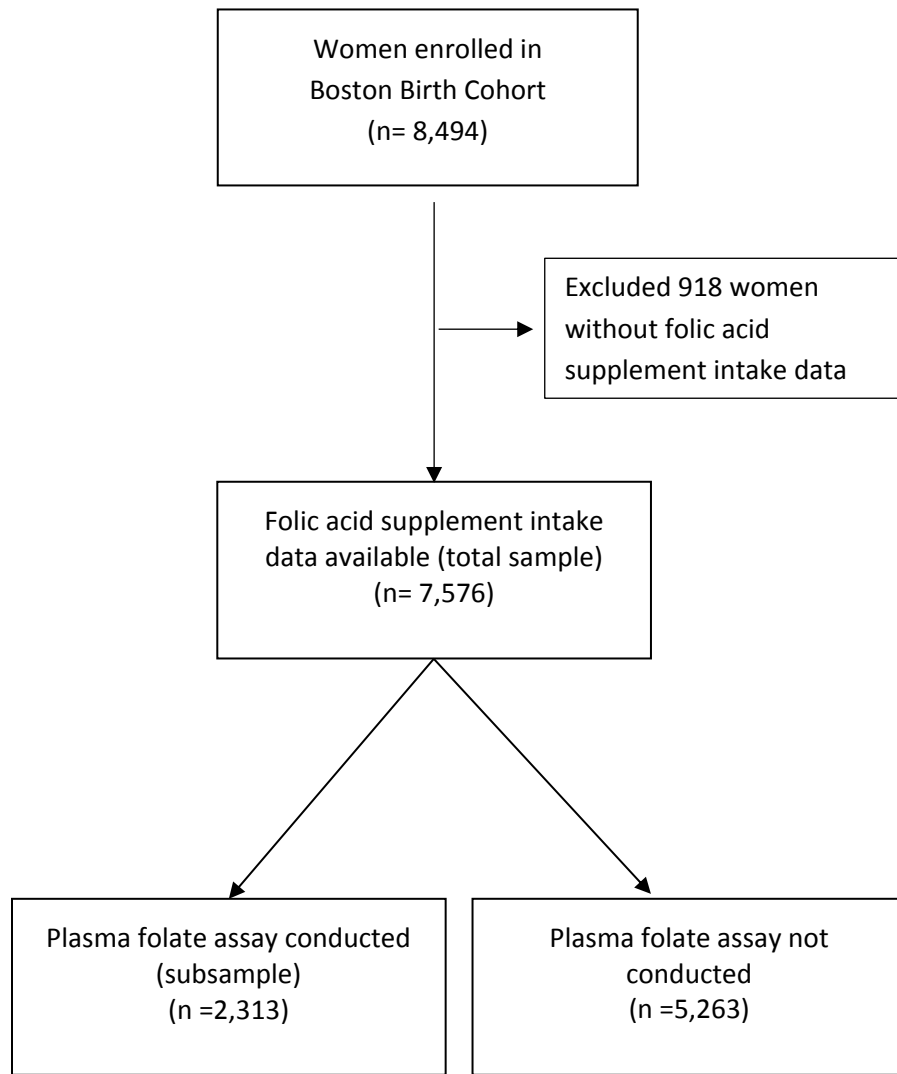 Women enrolled in
Boston Birth Cohort
(n= 8,494)
Excluded 918 women
without folic acid
supplement intake data
Folic acid supplement intake
data available (total sample)
(n= 7,576)
Plasma folate assay conducted
(subsample)
(n =2,313)
Plasma folate assay not
conducted
(n =5,263)